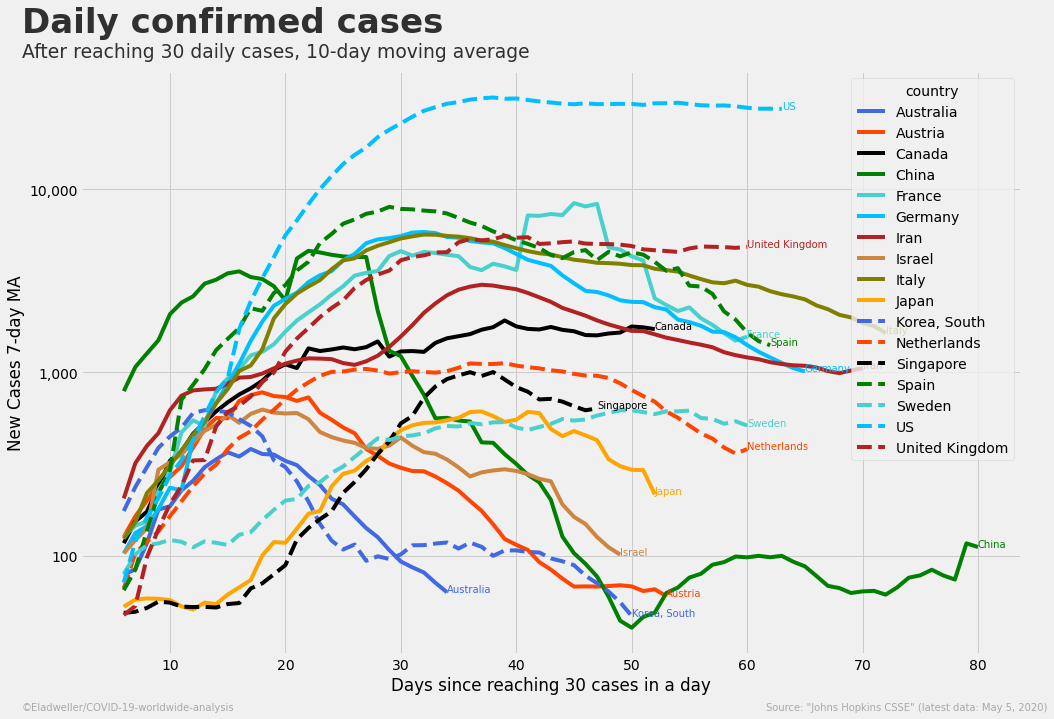 Daily confirmed cases
After reaching 30 daily cases, 10-day moving average
New Cases 7-day MA
10,000
1,000
100
10
20
30
40
50
60
70
80
Days since reaching 30 cases in a day
US
United Kingdom
Canada
France
Spain
Italy
Germany
Iran
Singapore
Sweden
Netherlands
Japan
Israel
China
Australia
Austria
Korea, South
country
Australia
Austria
Canada
China
France
Germany
Iran
Israel
Italy
Japan
Korea, South
Netherlands
Singapore
Spain
Sweden
US
United Kingdom
©Eladweller/COVID-19-worldwide-analysis
Source: "Johns Hopkins CSSE" (latest data: May 5, 2020)